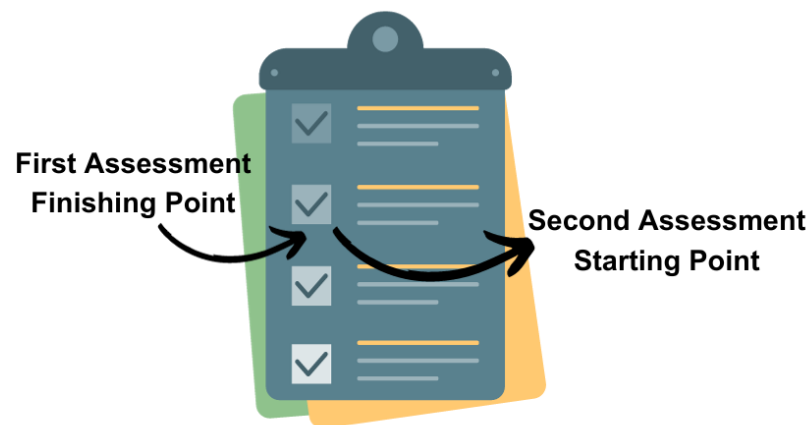 First Assessment
Finishing Point
Second Assessment
Starting Point